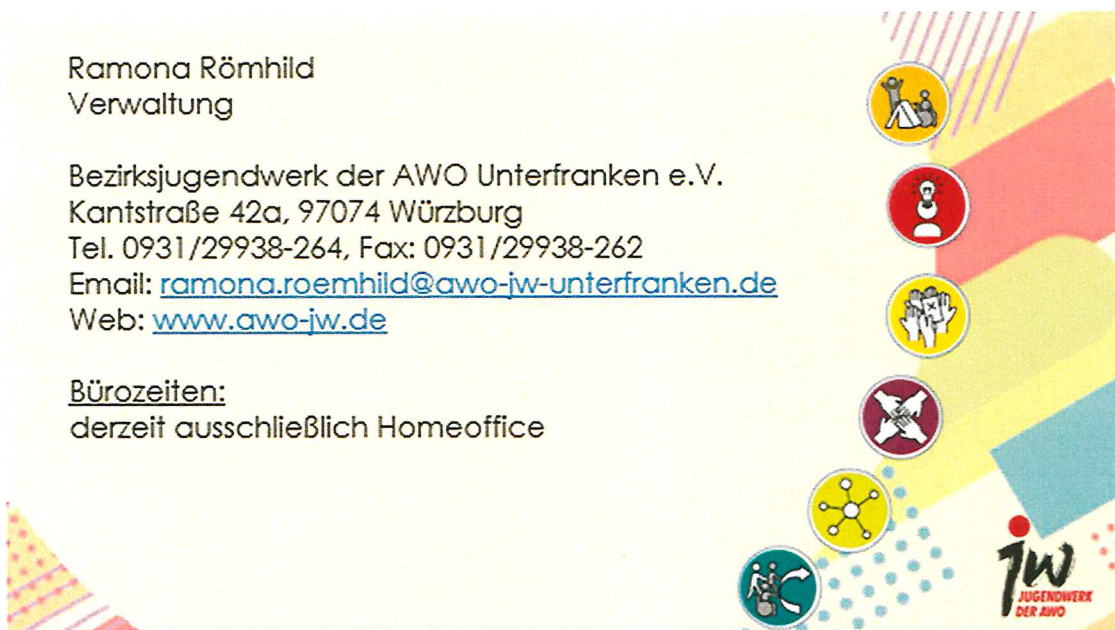 Ramona Römhild
Verwaltung
Bezirksjugendwerk der AWO Unterfranken e.V.
Kantstraße 42a, 97074 Würzburg
Tel. 0931/29938-264, Fax: 0931/29938-262
Email: ramona.roemhild@awo-jw-unterfranken.de
Web: www.awo-jw.de
Bürozeiten:
derzeit ausschließlich Homeoffice
jw
JUGENDWERK
DER AWO